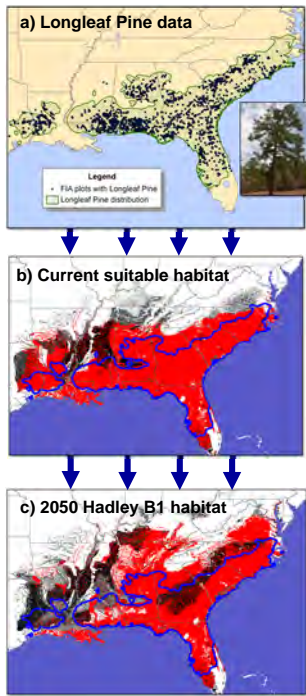 a) Longleaf Pine data
Legend
FIA plots with Longleaf Pine
Longleaf Pine distribution
b) Current suitable habitat
c) 2050 Hadley B1 habitat